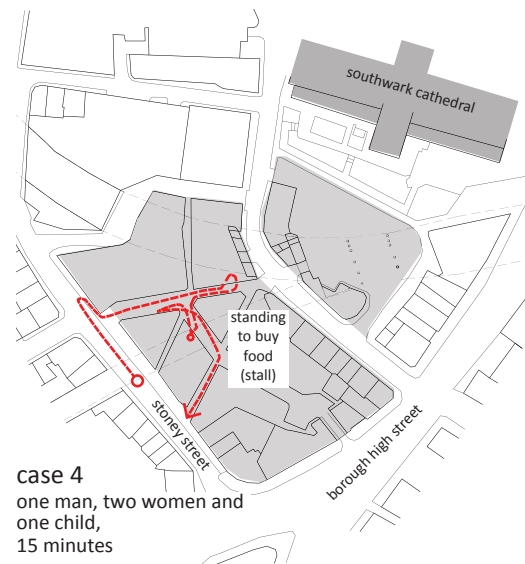 southwark cathedral
standing
to buy
food
(stall)
stoney street
borough high street
case 4
one man, two women and
one child,
15 minutes